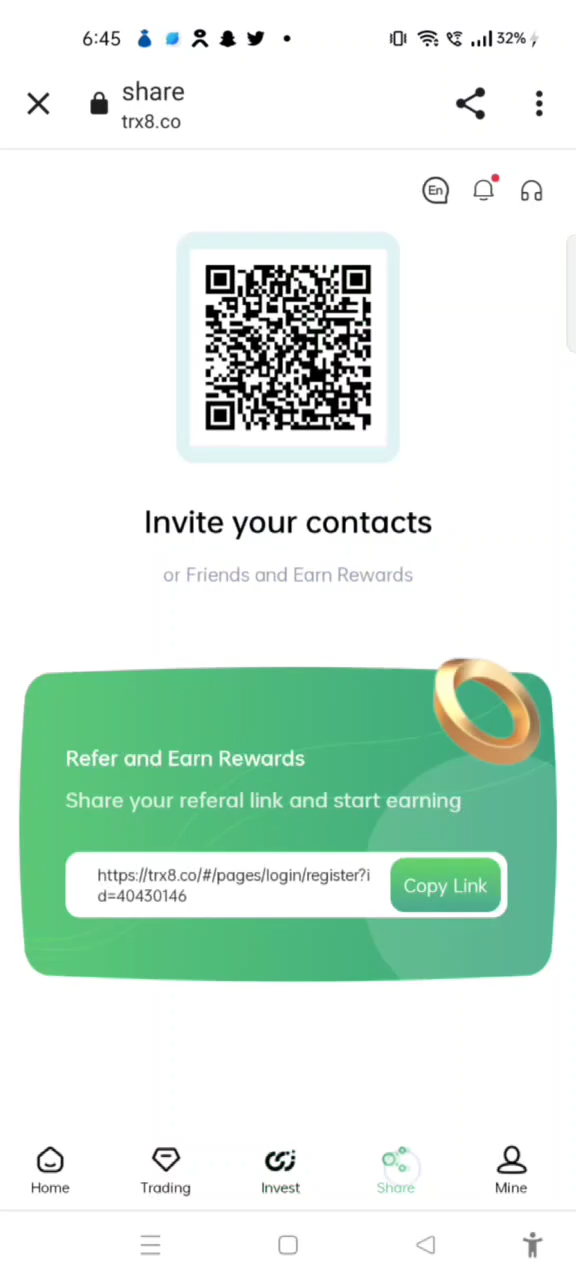 6:45
32%
share
trx8.co
En
Invite your contacts
or Friends and Earn Rewards
Refer and Earn Rewards
Share your referal link and start earning
https://trx8.co/#/pages/login/register?i
d=40430146
Copy Link
Home
Trading
Invest
Share
Mine